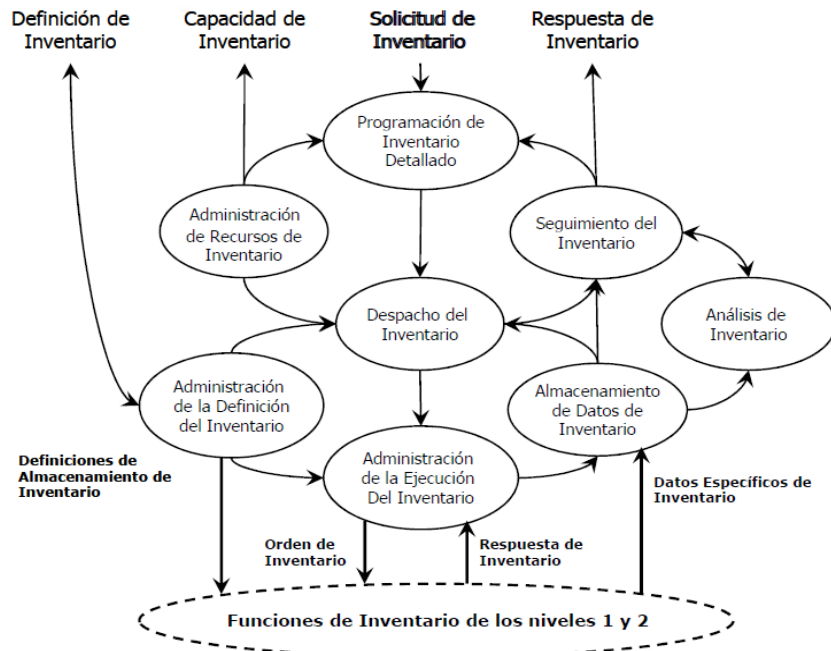 Definición de
Inventario
Capacidad de
Inventario
Solicitud de
Inventario
Respuesta de
Inventario
Programación de
Inventario
Detallado
Administración
de Recursos de
Inventario
Seguimiento del
Inventario
Despacho del
Inventario
Análisis de
Inventario
Administración
de la Definición
del Inventario
Almacenamiento
de Datos de
Inventario
Administración
de la Ejecución
Del Inventario
Definiciones de
Almacenamiento de
Inventario
Datos Específicos de
Inventario
Orden de
Inventario
Respuesta de
Inventario
Funciones de Inventario de los niveles 1 y 2